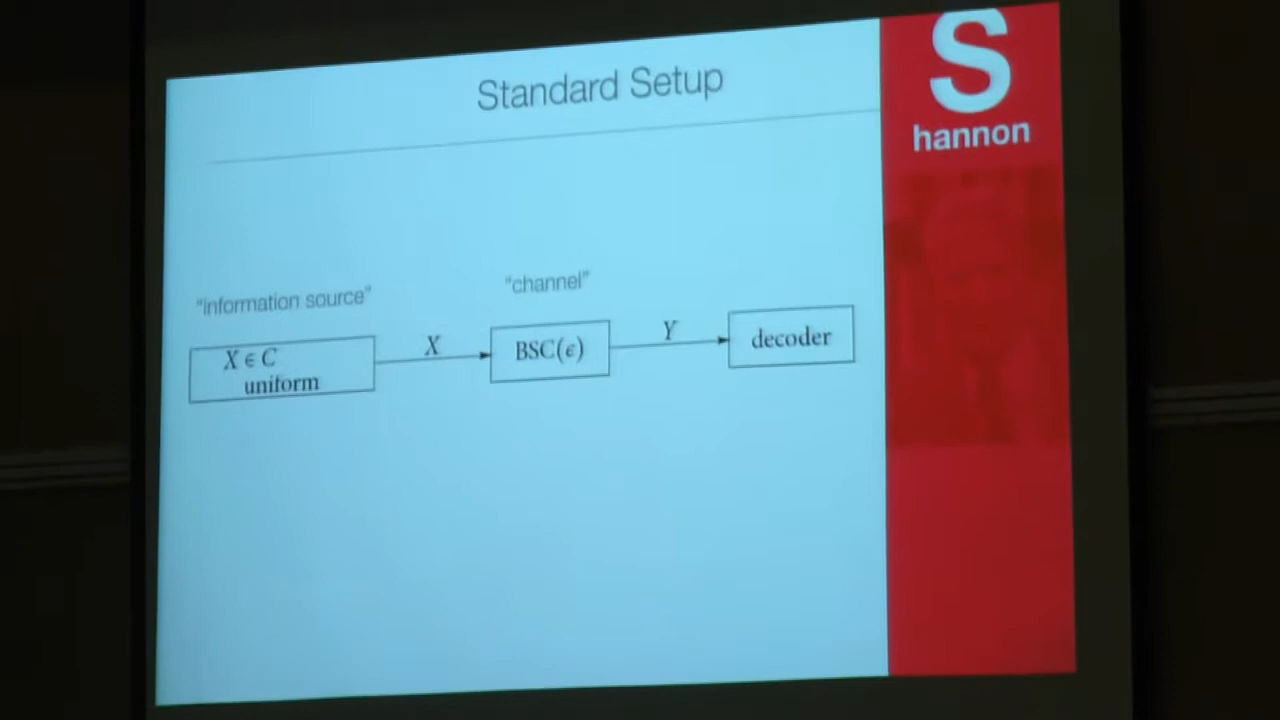 Standard Setup
S
hannon
"information source"
"channel"
X ∈ C
uniform
X
BSC(ϵ)
Y
decoder